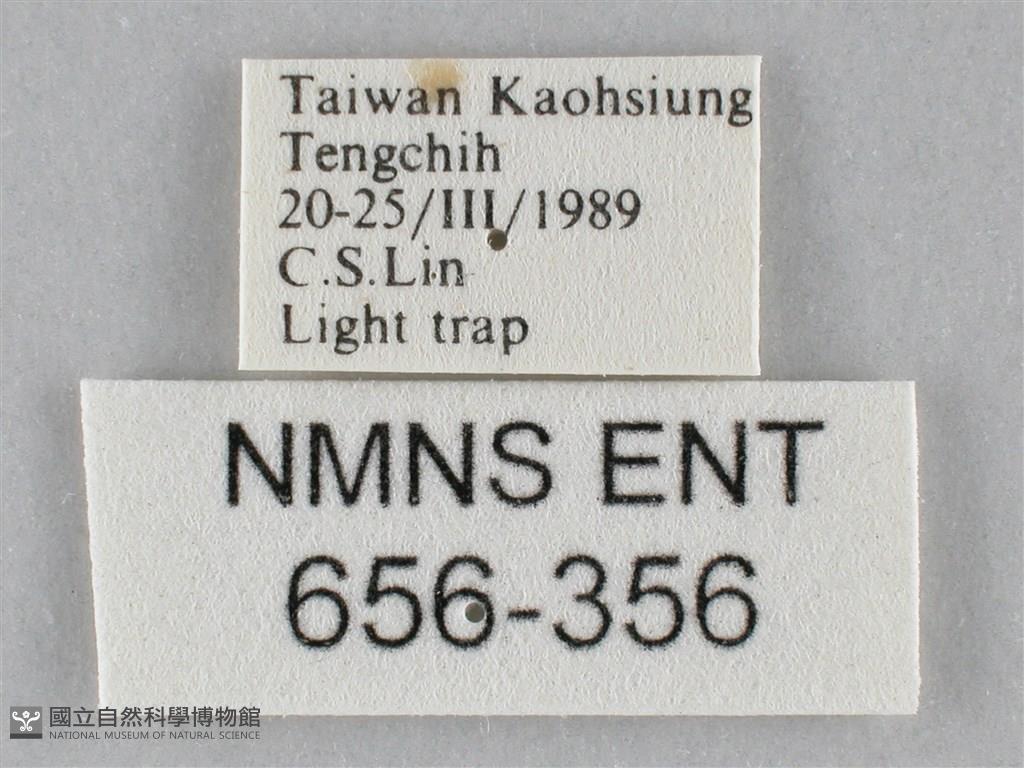 Taiwan Kaohsiung
Tengchih
20-25/III/1989
C.S.Lin
Light trap
NMNS ENT
656-356
國立自然科學博物館
NATIONAL MUSEUM OF NATURAL SCIENCE